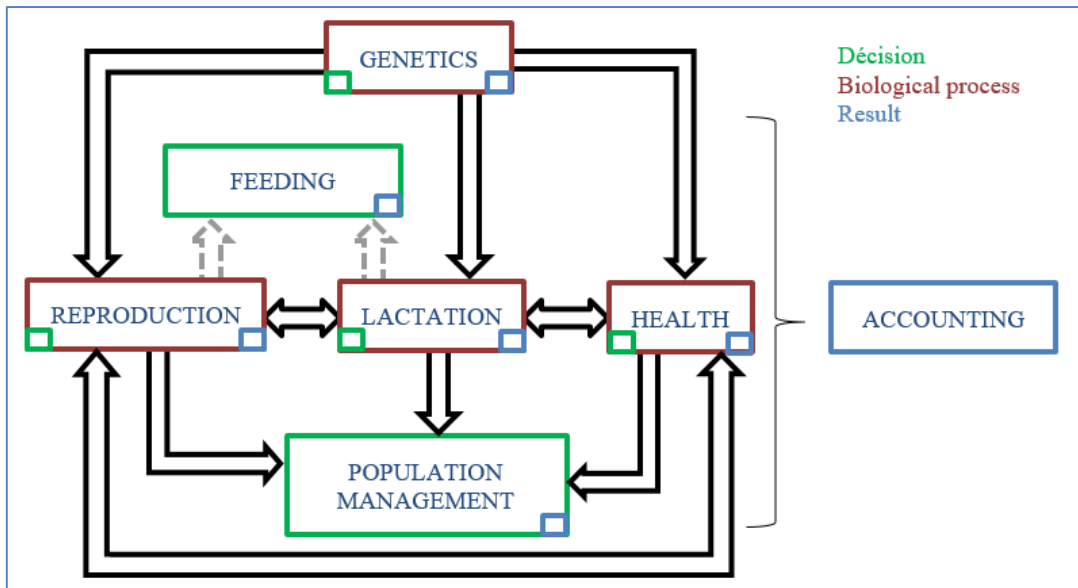 GENETICS
Décision
Biological process
Result
FEEDING
REPRODUCTION
LACTATION
HEALTH
ACCOUNTING
POPULATION
MANAGEMENT